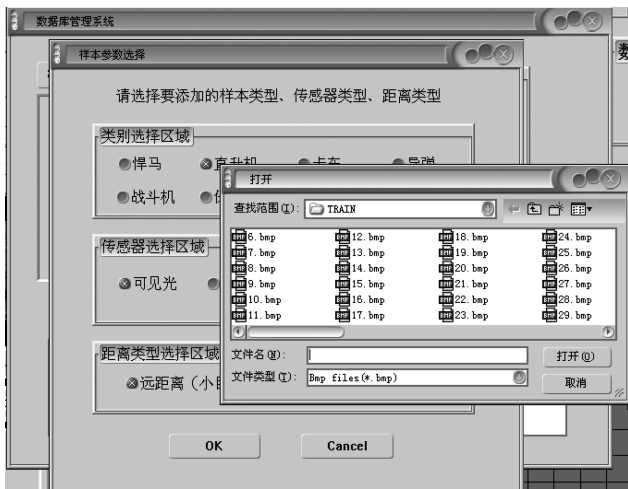 数据库管理系统
样本参数选择
请选择要添加的样本类型、传感器类型、距离类型
类别选择区域
悍马 直升机 卡车 导弹
战斗机
传感器选择区域
可见光
距离类型选择区域
远距离（小目
OK Cancel
打开
查找范围(I): TRAIN
6.bmp 12.bmp 18.bmp 24.bmp
7.bmp 13.bmp 19.bmp 25.bmp
8.bmp 14.bmp 20.bmp 26.bmp
9.bmp 15.bmp 21.bmp 27.bmp
10.bmp 16.bmp 22.bmp 28.bmp
11.bmp 17.bmp 23.bmp 29.bmp
文件名(N): 打开(O)
文件类型(T): Bmp files(*.bmp) 取消